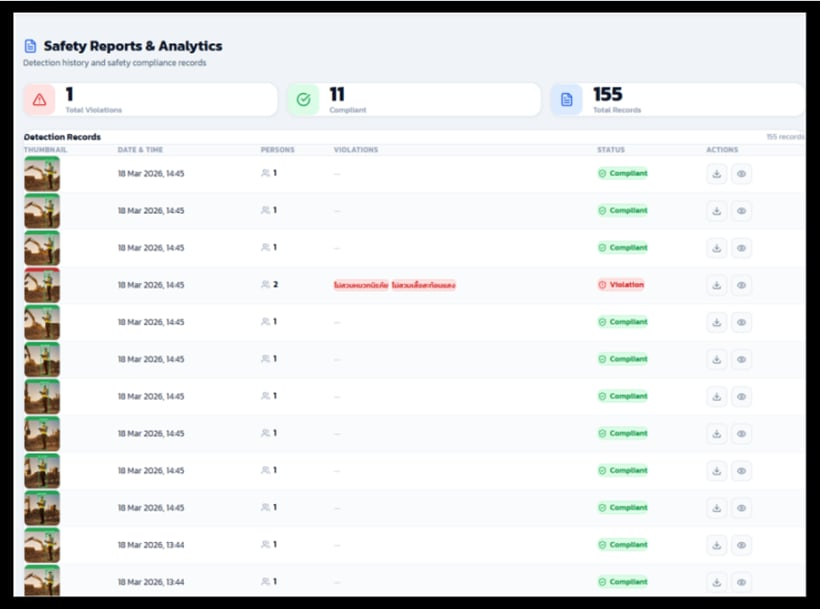 Safety Reports & Analytics
Detection history and safety compliance records
1
Total Violations
11
Compliant
155
Total Records
Detection Records
155 records
THUMBNAIL DATE & TIME PERSONS VIOLATIONS STATUS ACTIONS
18 Mar 2026, 14:45 1 — Compliant
18 Mar 2026, 14:45 1 — Compliant
18 Mar 2026, 14:45 1 — Compliant
18 Mar 2026, 14:45 2 ไม่สวมหมวกนิรภัย ไม่สวมเสื้อสะท้อนแสง Violation
18 Mar 2026, 14:45 1 — Compliant
18 Mar 2026, 14:45 1 — Compliant
18 Mar 2026, 14:45 1 — Compliant
18 Mar 2026, 14:45 1 — Compliant
18 Mar 2026, 14:45 1 — Compliant
18 Mar 2026, 14:45 1 — Compliant
18 Mar 2026, 13:44 1 — Compliant
18 Mar 2026, 13:44 1 — Compliant